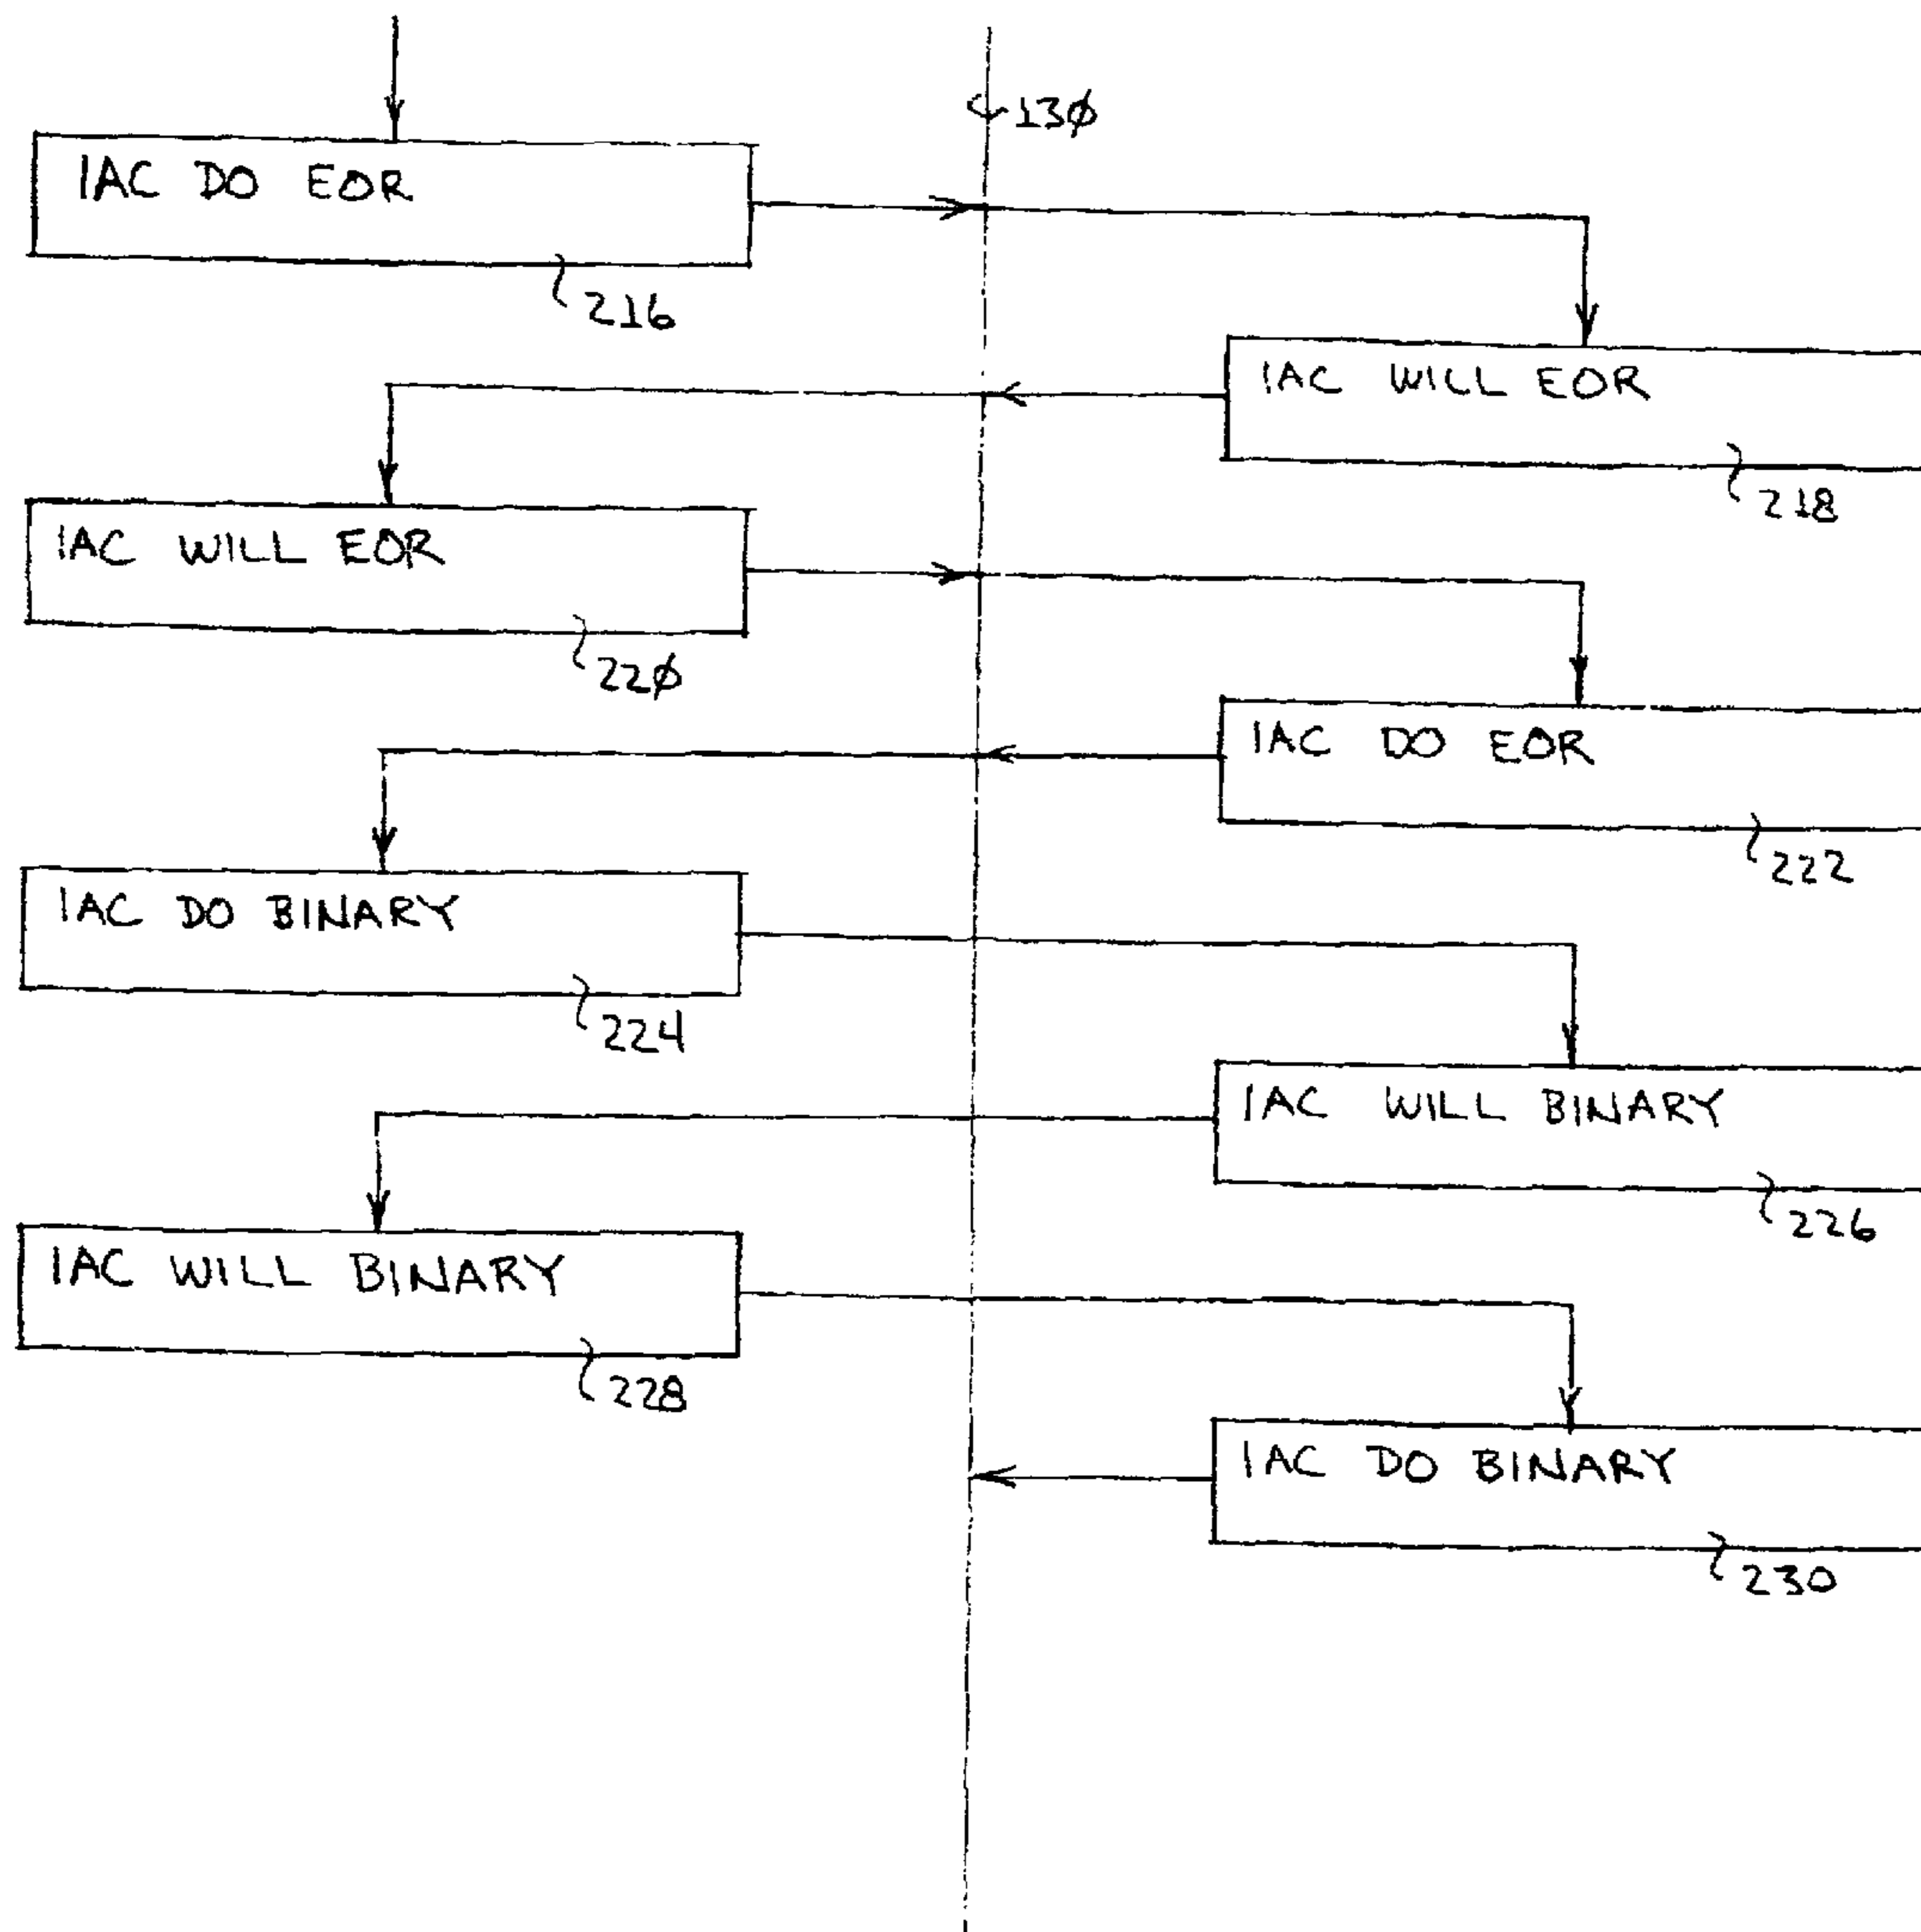 130
IAC DO EOR
216
IAC WILL EOR
218
IAC WILL EOR
220
IAC DO EOR
222
IAC DO BINARY
224
IAC WILL BINARY
226
IAC WILL BINARY
228
IAC DO BINARY
230